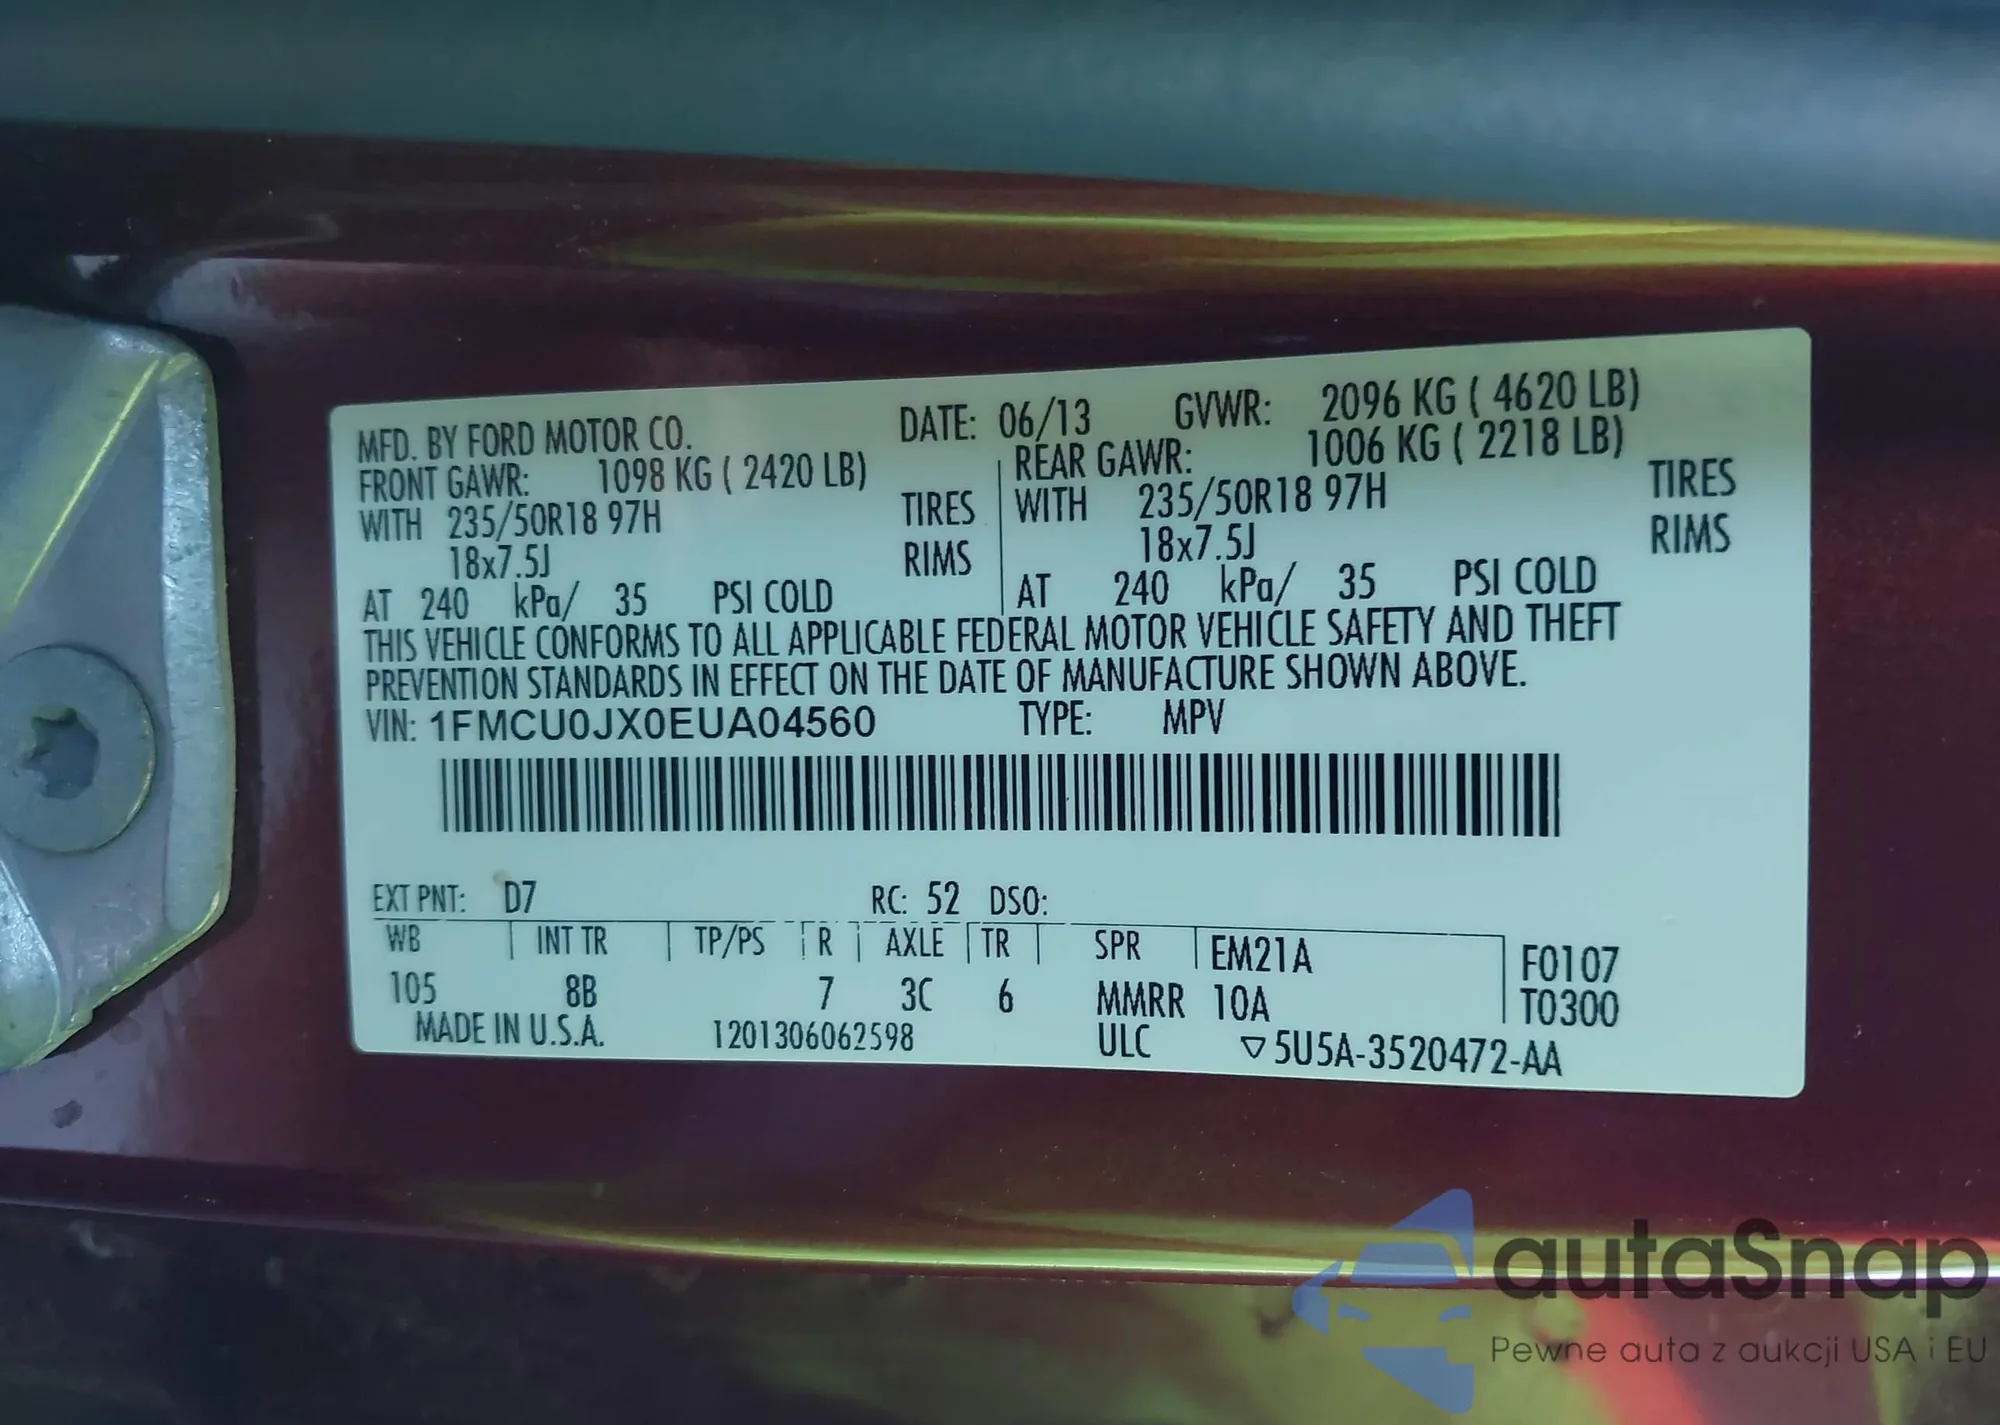 MFD. BY FORD MOTOR CO. DATE: 06/13 GVWR: 2096 KG ( 4620 LB)
FRONT GAWR: 1098 KG ( 2420 LB) REAR GAWR: 1006 KG ( 2218 LB)
WITH 235/50R18 97H TIRES WITH 235/50R18 97H TIRES
18x7.5J RIMS 18x7.5J RIMS
AT 240 kPa/ 35 PSI COLD AT 240 kPa/ 35 PSI COLD
THIS VEHICLE CONFORMS TO ALL APPLICABLE FEDERAL MOTOR VEHICLE SAFETY AND THEFT
PREVENTION STANDARDS IN EFFECT ON THE DATE OF MANUFACTURE SHOWN ABOVE.
VIN: 1FMCU0JX0EUA04560 TYPE: MPV
EXT PNT: D7 RC: 52 DSO:
WB INT TR TP/PS R AXLE TR SPR EM21A F0107
105 8B 7 3C 6 MMRR 10A T0300
MADE IN U.S.A. 1201306062598 ULC ▽5U5A-3520472-AA
autaSnap
Pewne auta z aukcji USA i EU